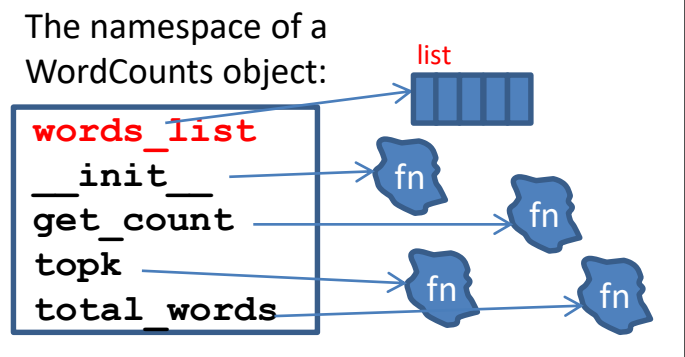 The namespace of a
WordCounts object:
list
words_list
__init__
fn
get_count
fn
topk
fn
total_words
fn